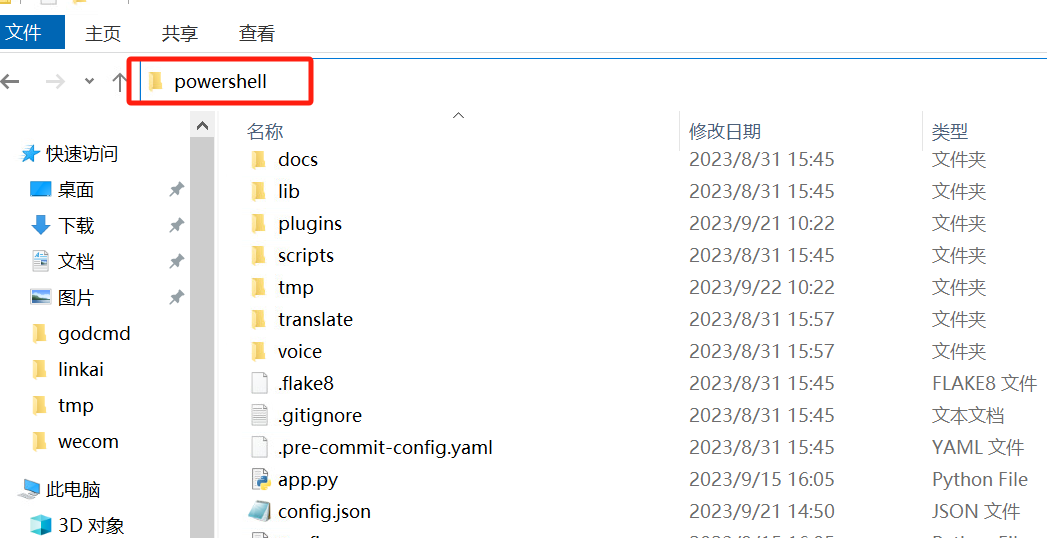 文件 主页 共享 查看
powershell
名称 修改日期 类型
快速访问
桌面
下载
文档
图片
godcmd
linkai
tmp
wecom
此电脑
3D 对象
docs 2023/8/31 15:45 文件夹
lib 2023/8/31 15:45 文件夹
plugins 2023/9/21 10:22 文件夹
scripts 2023/8/31 15:45 文件夹
tmp 2023/9/22 10:22 文件夹
translate 2023/8/31 15:57 文件夹
voice 2023/8/31 15:57 文件夹
.flake8 2023/8/31 15:45 FLAKE8 文件
.gitignore 2023/8/31 15:45 文本文档
.pre-commit-config.yaml 2023/8/31 15:45 YAML 文件
app.py 2023/9/15 16:05 Python File
config.json 2023/9/21 14:50 JSON 文件